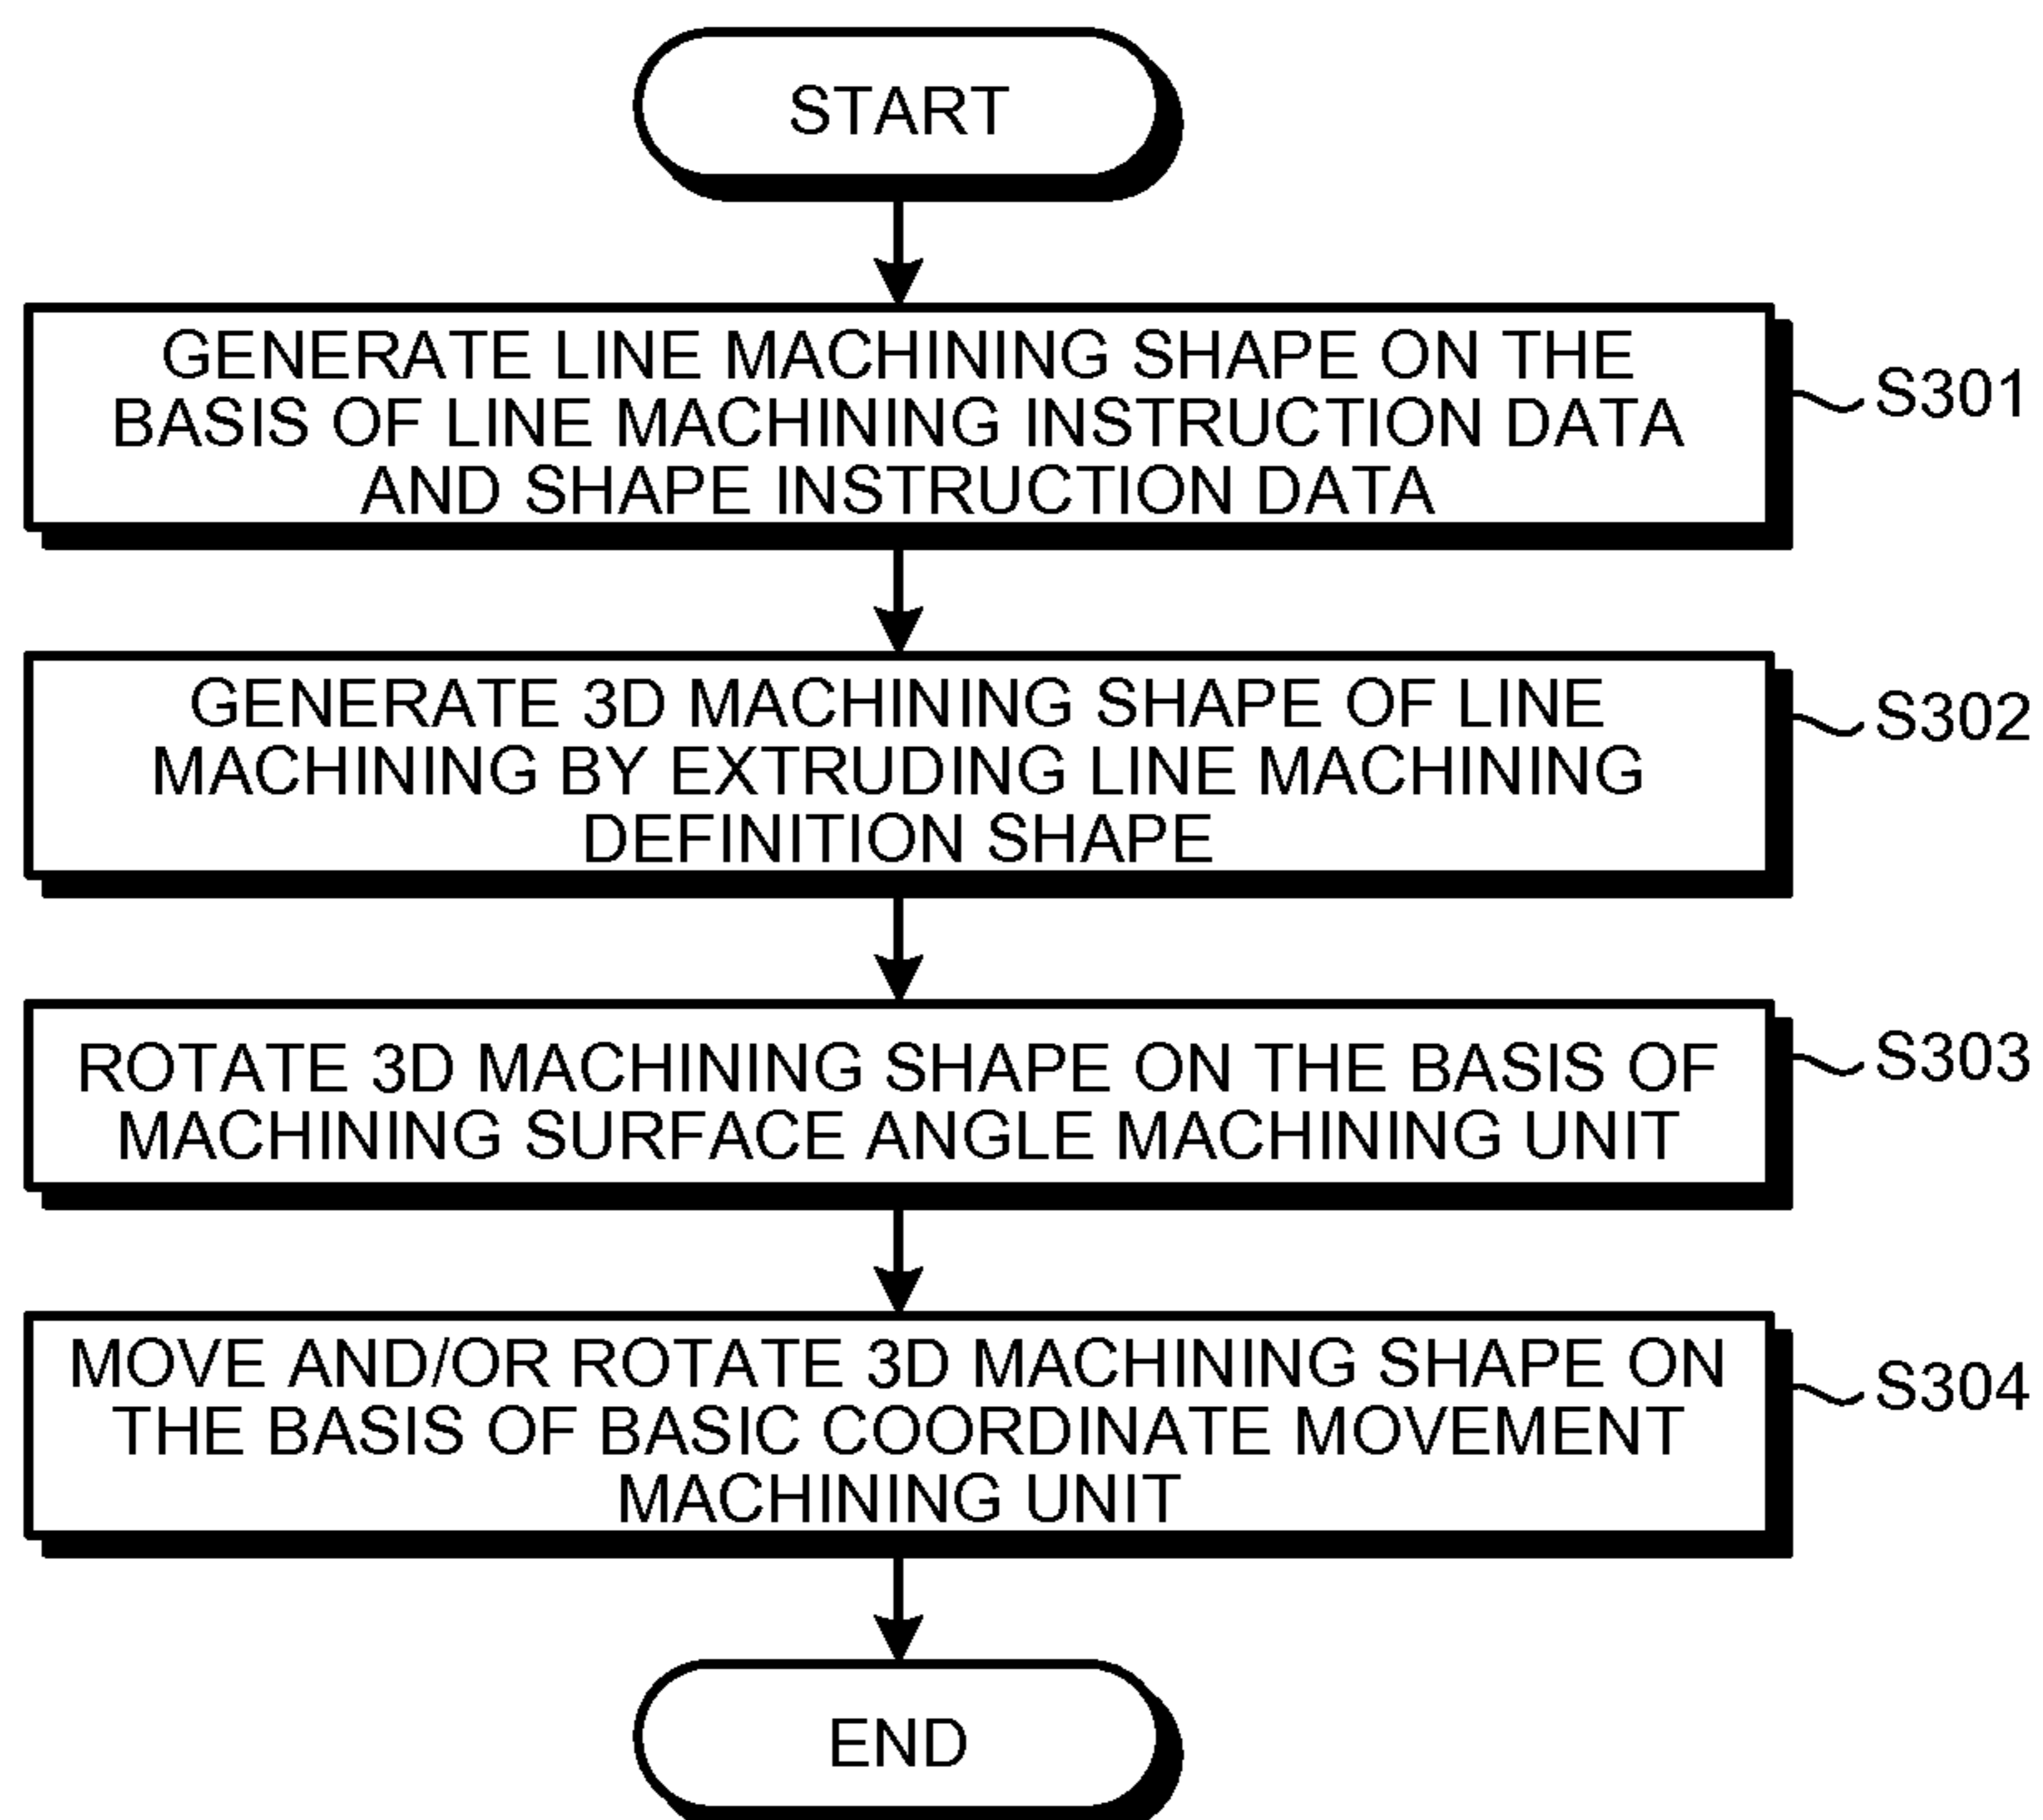 START
GENERATE LINE MACHINING SHAPE ON THE
BASIS OF LINE MACHINING INSTRUCTION DATA
AND SHAPE INSTRUCTION DATA
S301
GENERATE 3D MACHINING SHAPE OF LINE
MACHINING BY EXTRUDING LINE MACHINING
DEFINITION SHAPE
S302
ROTATE 3D MACHINING SHAPE ON THE BASIS OF
MACHINING SURFACE ANGLE MACHINING UNIT
S303
MOVE AND/OR ROTATE 3D MACHINING SHAPE ON
THE BASIS OF BASIC COORDINATE MOVEMENT
MACHINING UNIT
S304
END